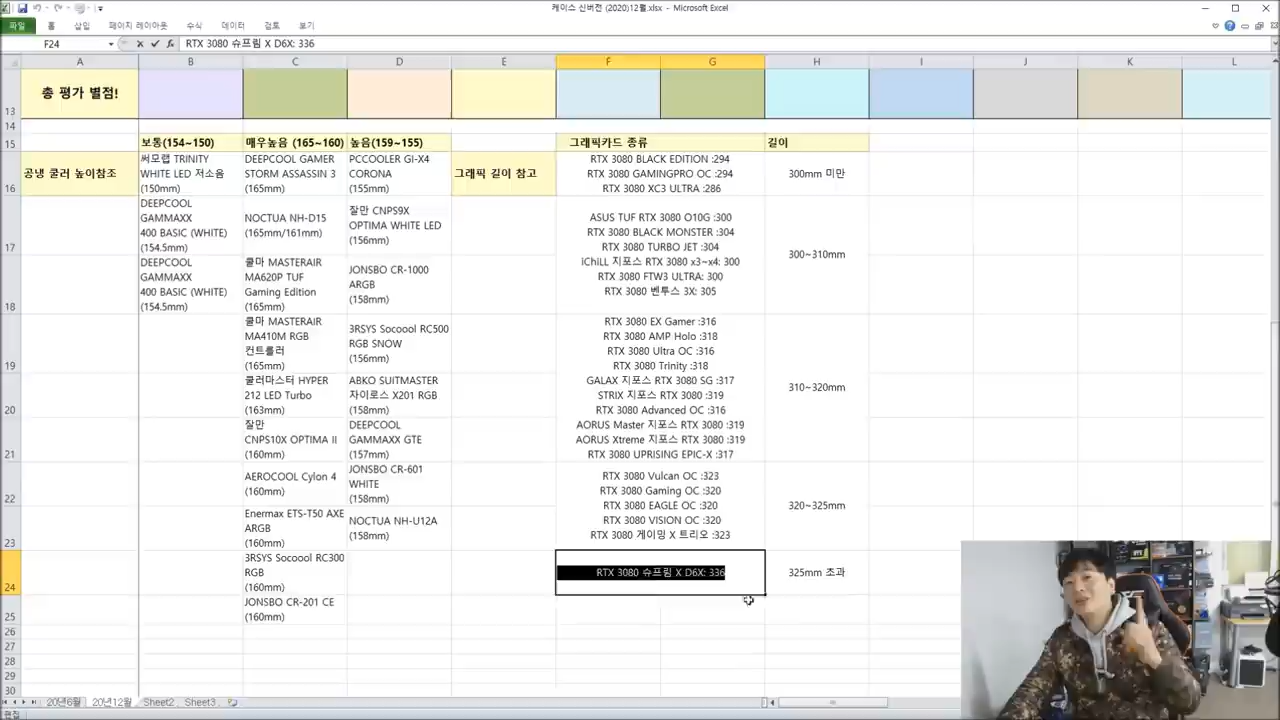 케이스 신버전 (2020)12월.xlsx - Microsoft Excel
파일 홈 삽입 페이지 레이아웃 수식 데이터 검토 보기
F24 RTX 3080 슈프림 X D6X: 336
A B C D E F G H I J K L
13 총 평가 별점!
14
15 보통(154~150) 매우높음 (165~160) 높음(159~155) 그래픽카드 종류 길이
16 공냉 쿨러 높이참조
써모랩 TRINITY
WHITE LED 저소음
(150mm)
DEEPCOOL GAMER
STORM ASSASSIN 3
(165mm)
PCCOOLER GI-X4
CORONA
(155mm)
그래픽 길이 참고
RTX 3080 BLACK EDITION :294
RTX 3080 GAMINGPRO OC :294
RTX 3080 XC3 ULTRA :286
300mm 미만
17
DEEPCOOL
GAMMAXX
400 BASIC (WHITE)
(154.5mm)
NOCTUA NH-D15
(165mm/161mm)
잘만 CNPS9X
OPTIMA WHITE LED
(156mm)
ASUS TUF RTX 3080 O10G :300
RTX 3080 BLACK MONSTER :304
RTX 3080 TURBO JET :304
iChiLL 지포스 RTX 3080 x3~x4: 300
RTX 3080 FTW3 ULTRA: 300
RTX 3080 벤투스 3X: 305
300~310mm
18
DEEPCOOL
GAMMAXX
400 BASIC (WHITE)
(154.5mm)
쿨마 MASTERAIR
MA620P TUF
Gaming Edition
(165mm)
JONSBO CR-1000
ARGB
(158mm)
19
쿨마 MASTERAIR
MA410M RGB
컨트롤러
(165mm)
3RSYS Socoool RC500
RGB SNOW
(156mm)
RTX 3080 EX Gamer :316
RTX 3080 AMP Holo :318
RTX 3080 Ultra OC :316
RTX 3080 Trinity :318
GALAX 지포스 RTX 3080 SG :317
STRIX 지포스 RTX 3080 :319
RTX 3080 Advanced OC :316
AORUS Master 지포스 RTX 3080 :319
AORUS Xtreme 지포스 RTX 3080 :319
RTX 3080 UPRISING EPIC-X :317
310~320mm
20
쿨러마스터 HYPER
212 LED Turbo
(163mm)
ABKO SUITMASTER
자이로스 X201 RGB
(158mm)
21
잘만
CNPS10X OPTIMA II
(160mm)
DEEPCOOL
GAMMAXX GTE
(157mm)
22
AEROCOOL Cylon 4
(160mm)
JONSBO CR-601
WHITE
(158mm)
RTX 3080 Vulcan OC :323
RTX 3080 Gaming OC :320
RTX 3080 EAGLE OC :320
RTX 3080 VISION OC :320
RTX 3080 게이밍 X 트리오 :323
320~325mm
23
Enermax ETS-T50 AXE
ARGB
(160mm)
NOCTUA NH-U12A
(158mm)
24
3RSYS Socoool RC300
RGB
(160mm)
RTX 3080 슈프림 X D6X: 336
325mm 초과
25
JONSBO CR-201 CE
(160mm)
26
27
28
29
30
20년6월 20년12월 Sheet2 Sheet3
편집